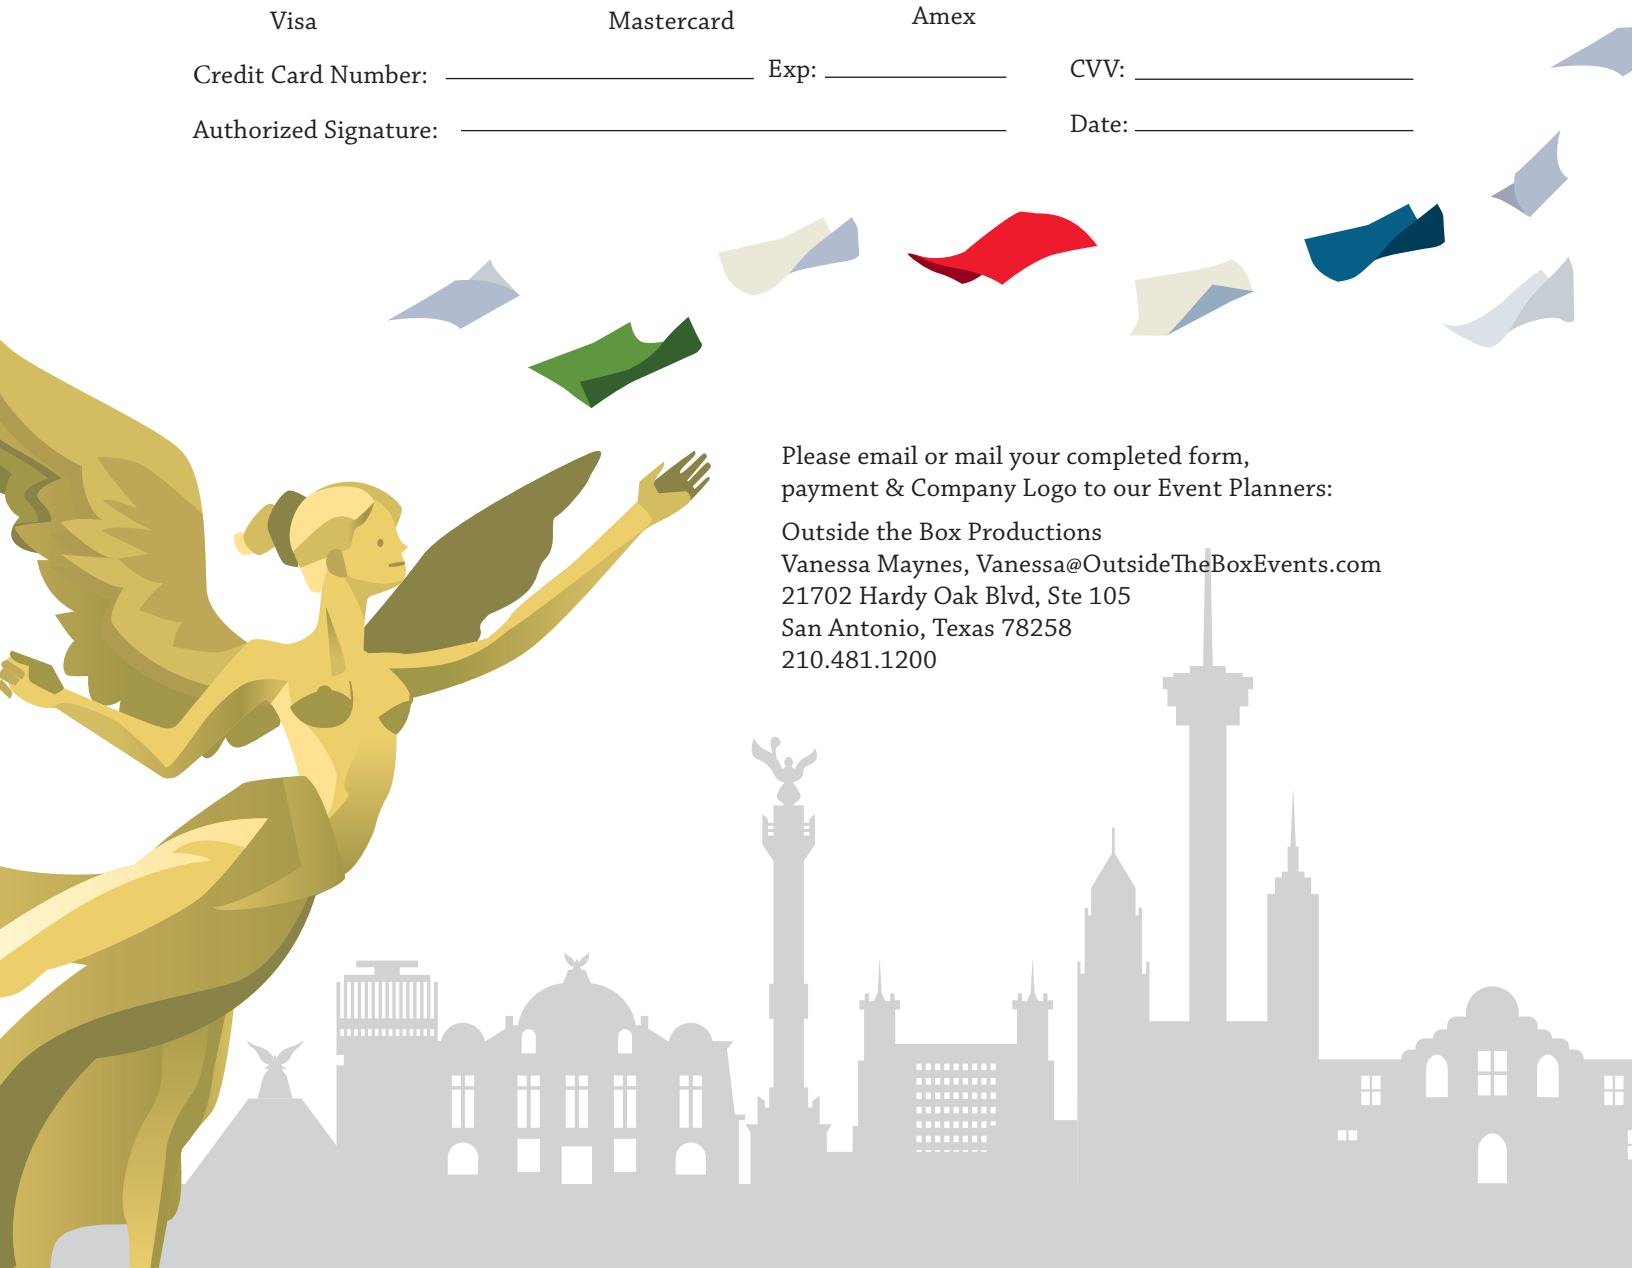 Visa Mastercard Amex
Credit Card Number: Exp: CVV:
Authorized Signature: Date:
Please email or mail your completed form,
payment & Company Logo to our Event Planners:
Outside the Box Productions
Vanessa Maynes, Vanessa@OutsideTheBoxEvents.com
21702 Hardy Oak Blvd, Ste 105
San Antonio, Texas 78258
210.481.1200